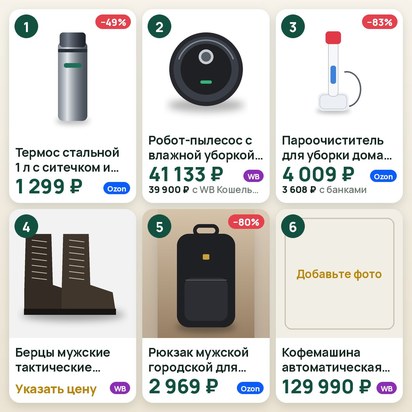 1
−49%
Термос стальной
1 л с ситечком и...
1 299 ₽
Ozon
2
Робот-пылесос с
влажной уборкой...
41 133 ₽
WB
39 900 ₽ с WB Кошель...
3
−83%
Пароочиститель
для уборки дома...
4 009 ₽
Ozon
3 608 ₽ с банками
4
Берцы мужские
тактические...
Указать цену
WB
5
−80%
Рюкзак мужской
городской для...
2 969 ₽
Ozon
6
Добавьте фото
Кофемашина
автоматическая...
129 990 ₽
WB